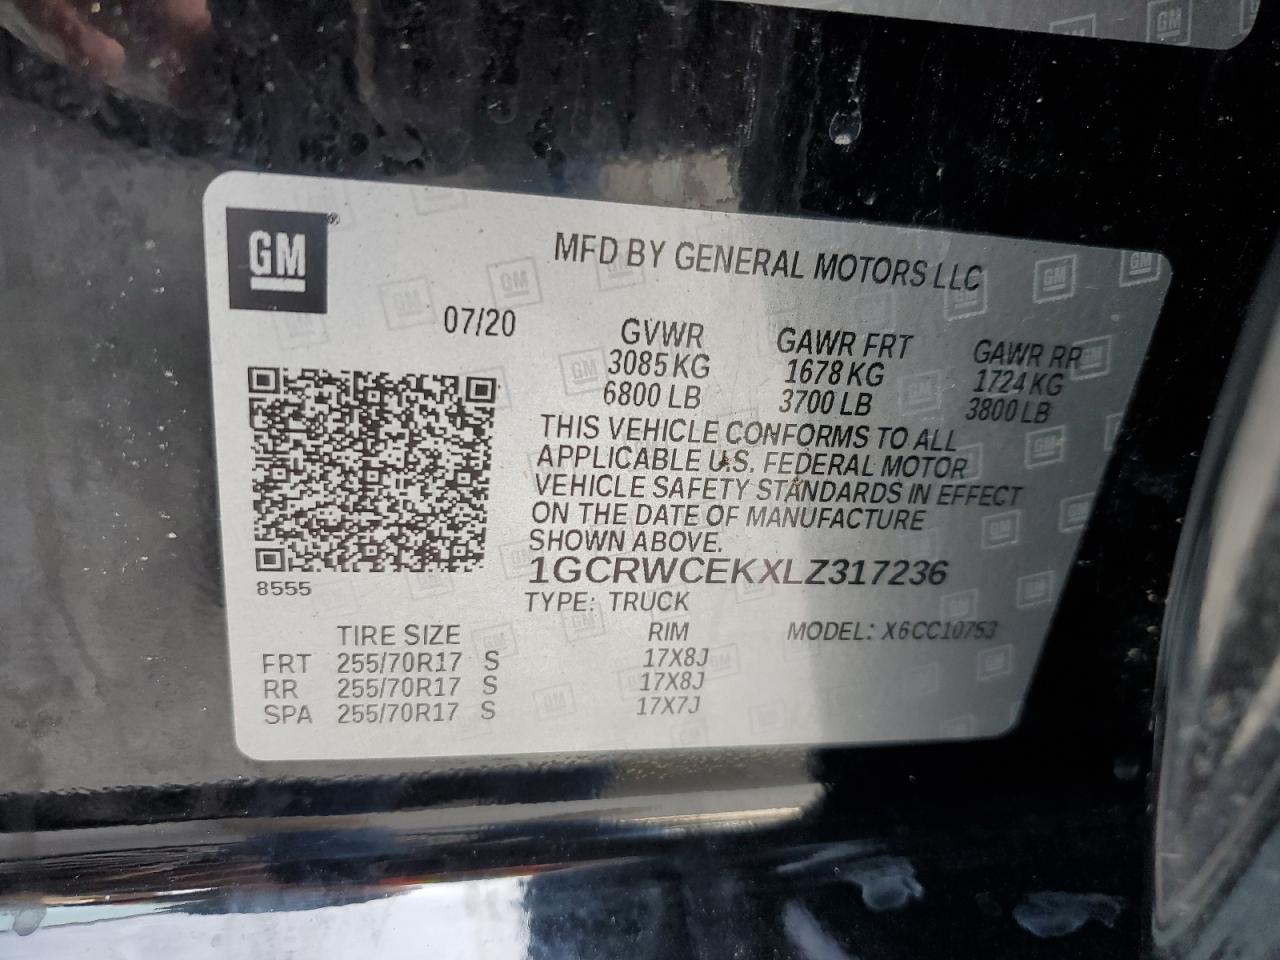 GM
MFD BY GENERAL MOTORS LLC
07/20
GVWR GAWR FRT GAWR RR
3085 KG 1678 KG 1724 KG
6800 LB 3700 LB 3800 LB
THIS VEHICLE CONFORMS TO ALL
APPLICABLE U.S. FEDERAL MOTOR
VEHICLE SAFETY STANDARDS IN EFFECT
ON THE DATE OF MANUFACTURE
SHOWN ABOVE.
8555
1GCRWCEKXLZ317236
TYPE: TRUCK
TIRE SIZE RIM MODEL: X6CC10753
FRT 255/70R17 S 17X8J
RR 255/70R17 S 17X8J
SPA 255/70R17 S 17X7J